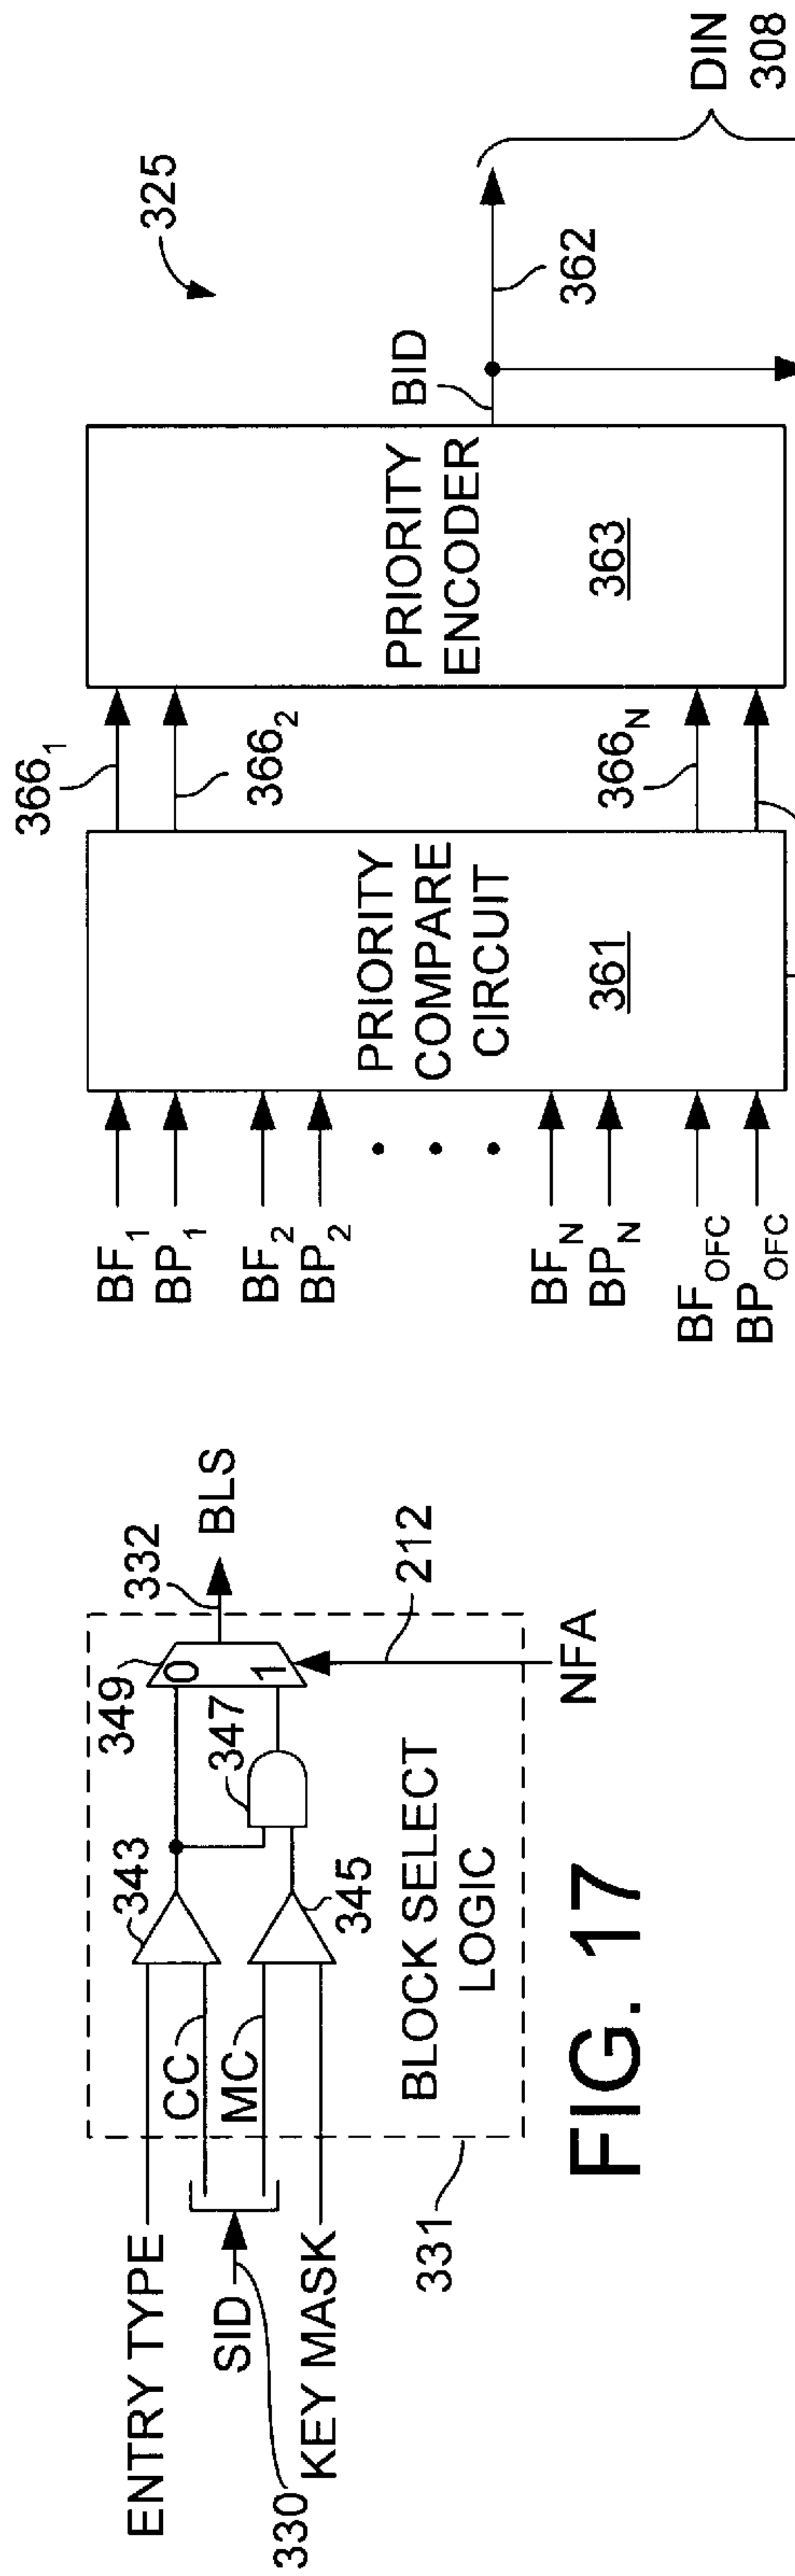 ENTRY TYPE
SID
330
KEY MASK
CC
MC
343
345
347
349
0
1
332
BLS
212
NFA
331
BLOCK SELECT
LOGIC
FIG. 17
325
BF1
BP1
BF2
BP2
BFN
BPN
BFOFC
BPOFC
PRIORITY
COMPARE
CIRCUIT
361
3661
3662
366N
PRIORITY
ENCODER
363
BID
362
DIN
308